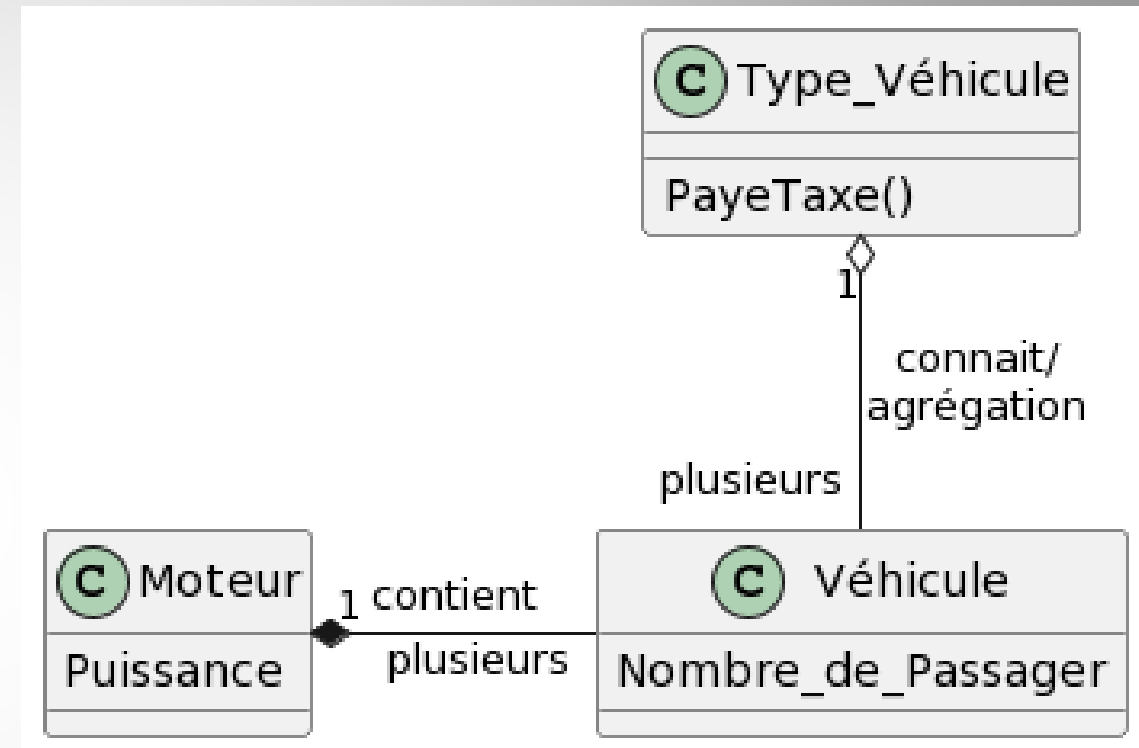 C Type_Véhicule
PayeTaxe()
1
connait/
agrégation
plusieurs
C Moteur
Puissance
1 contient
plusieurs
C Véhicule
Nombre_de_Passager